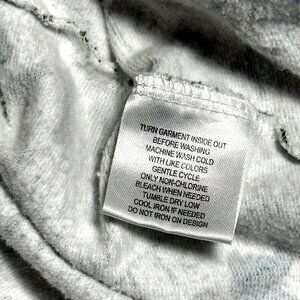 TURN GARMENT INSIDE OUT
BEFORE WASHING
MACHINE WASH COLD
WITH LIKE COLORS
GENTLE CYCLE
ONLY NON-CHLORINE
BLEACH WHEN NEEDED
TUMBLE DRY LOW
COOL IRON IF NEEDED
DO NOT IRON ON DESIGN